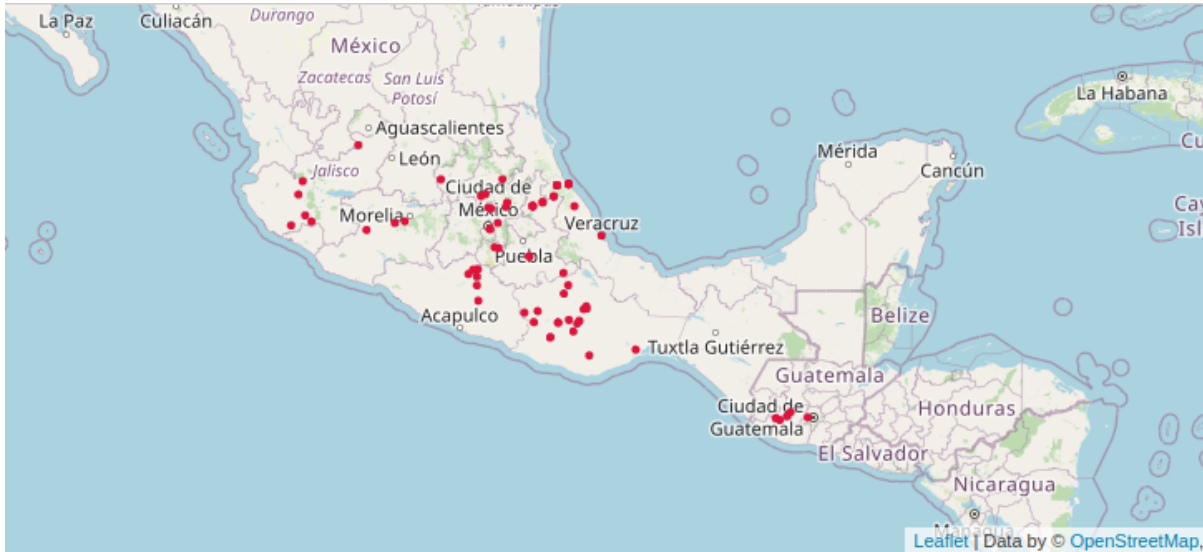 La Paz
Culiacán
Durango
Tamaulipas
México
Zacatecas
San Luis
Potosí
La Habana
Aguascalientes
León
Jalisco
Mérida
Cancún
Ciudad de
México
Morelia
Veracruz
Puebla
Acapulco
Belize
Tuxtla Gutiérrez
Guatemala
Ciudad de
Guatemala
Honduras
El Salvador
Nicaragua
Managua
Leaflet | Data by © OpenStreetMap,